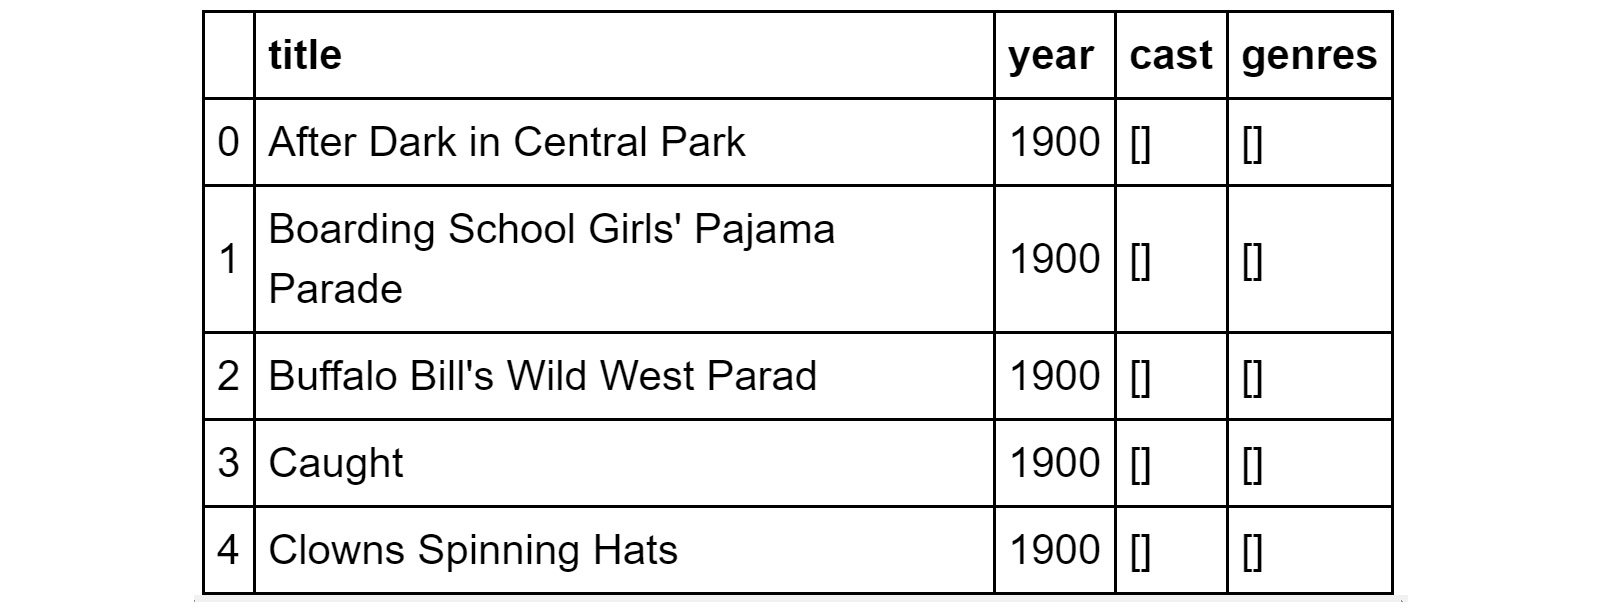 title year cast genres
0 After Dark in Central Park 1900 [] []
1 Boarding School Girls' Pajama Parade 1900 [] []
2 Buffalo Bill's Wild West Parad 1900 [] []
3 Caught 1900 [] []
4 Clowns Spinning Hats 1900 [] []